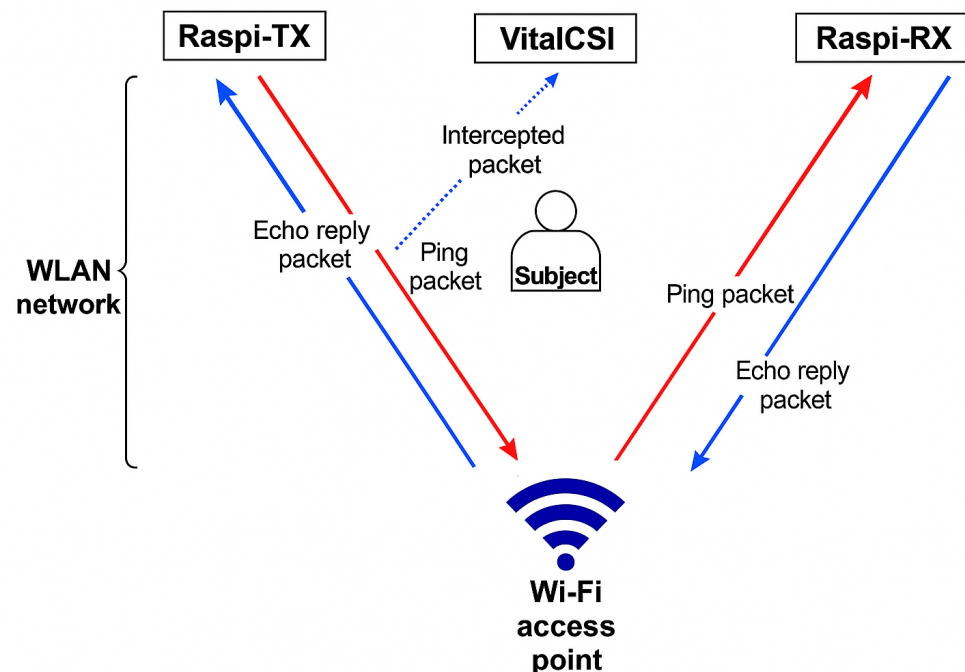 Raspi-TX
VitalCSI
Raspi-RX
Intercepted
packet
Echo reply
packet
Ping
packet
Subject
WLAN
network
Ping packet
Echo reply
packet
Wi-Fi
access
point